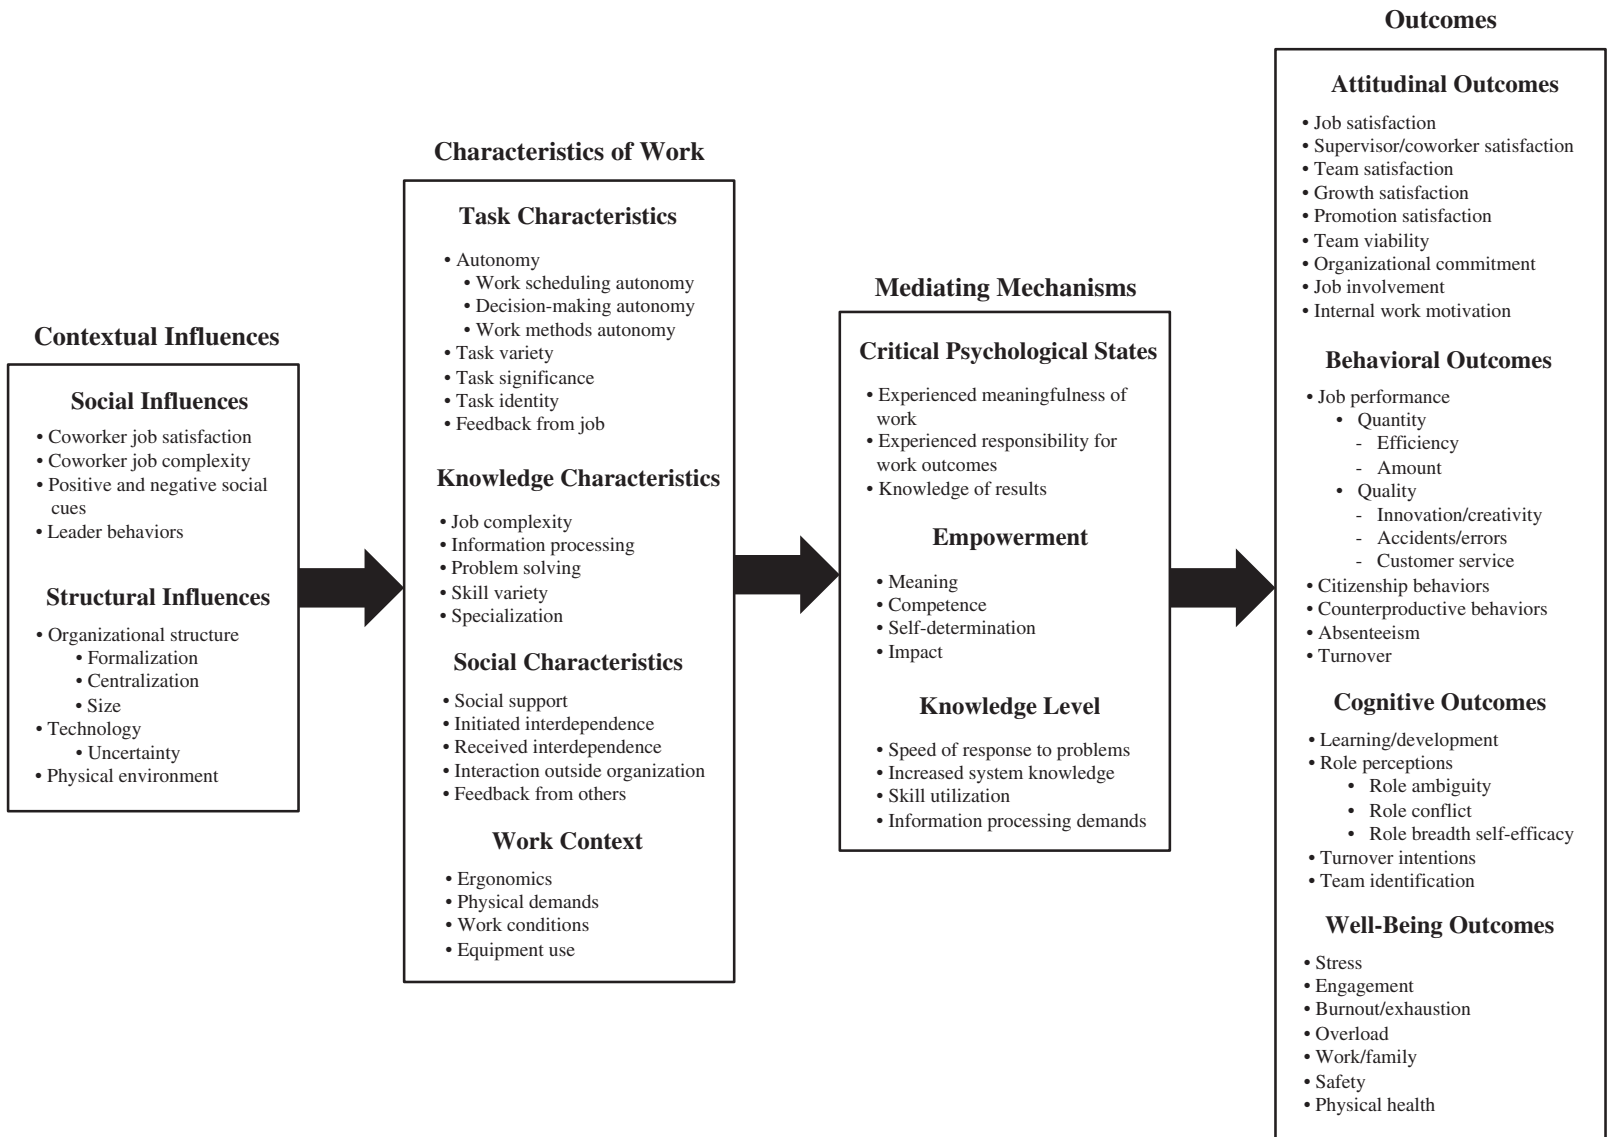 Contextual Influences
Social Influences
• Coworker job satisfaction
• Coworker job complexity
• Positive and negative social
cues
• Leader behaviors
Structural Influences
• Organizational structure
• Formalization
• Centralization
• Size
• Technology
• Uncertainty
• Physical environment
Characteristics of Work
Task Characteristics
• Autonomy
• Work scheduling autonomy
• Decision-making autonomy
• Work methods autonomy
• Task variety
• Task significance
• Task identity
• Feedback from job
Knowledge Characteristics
• Job complexity
• Information processing
• Problem solving
• Skill variety
• Specialization
Social Characteristics
• Social support
• Initiated interdependence
• Received interdependence
• Interaction outside organization
• Feedback from others
Work Context
• Ergonomics
• Physical demands
• Work conditions
• Equipment use
Mediating Mechanisms
Critical Psychological States
• Experienced meaningfulness of
work
• Experienced responsibility for
work outcomes
• Knowledge of results
Empowerment
• Meaning
• Competence
• Self-determination
• Impact
Knowledge Level
• Speed of response to problems
• Increased system knowledge
• Skill utilization
• Information processing demands
Outcomes
Attitudinal Outcomes
• Job satisfaction
• Supervisor/coworker satisfaction
• Team satisfaction
• Growth satisfaction
• Promotion satisfaction
• Team viability
• Organizational commitment
• Job involvement
• Internal work motivation
Behavioral Outcomes
• Job performance
• Quantity
- Efficiency
- Amount
• Quality
- Innovation/creativity
- Accidents/errors
- Customer service
• Citizenship behaviors
• Counterproductive behaviors
• Absenteeism
• Turnover
Cognitive Outcomes
• Learning/development
• Role perceptions
• Role ambiguity
• Role conflict
• Role breadth self-efficacy
• Turnover intentions
• Team identification
Well-Being Outcomes
• Stress
• Engagement
• Burnout/exhaustion
• Overload
• Work/family
• Safety
• Physical health